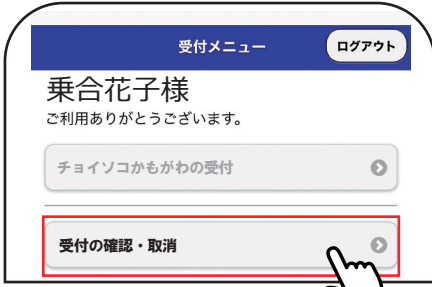 受付メニュー
ログアウト
乗合花子様
ご利用ありがとうございます。
チョイソコかもがわの受付
受付の確認・取消